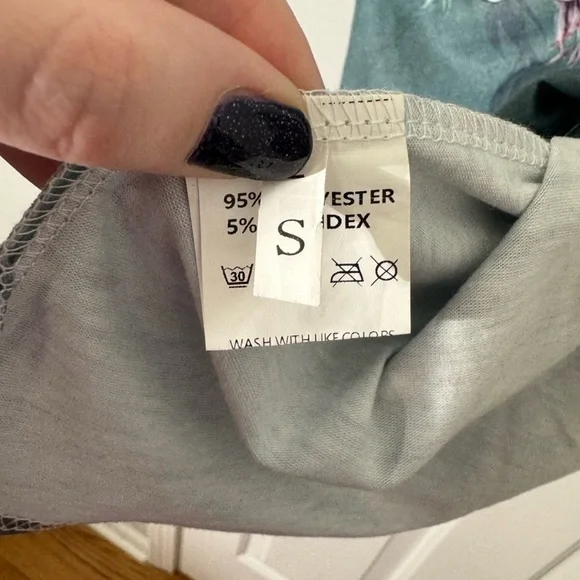 95% YESTER
5% DEX
S
30
WASH WITH LIKE COLORS